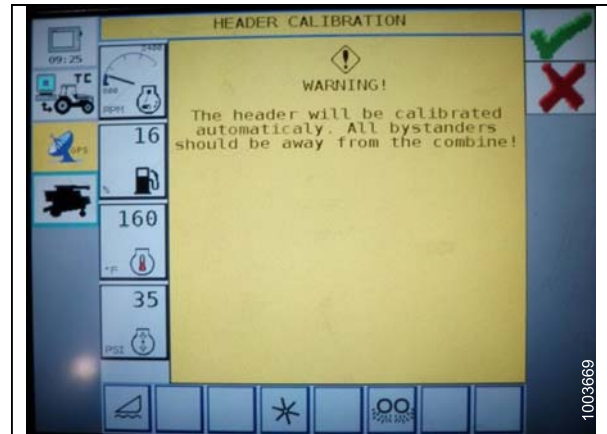 HEADER CALIBRATION
09:25
TC
GPS
WARNING!
The header will be calibrated
automaticaly. All bystanders
should be away from the combine!
16
%
160
35
PSI
1003669